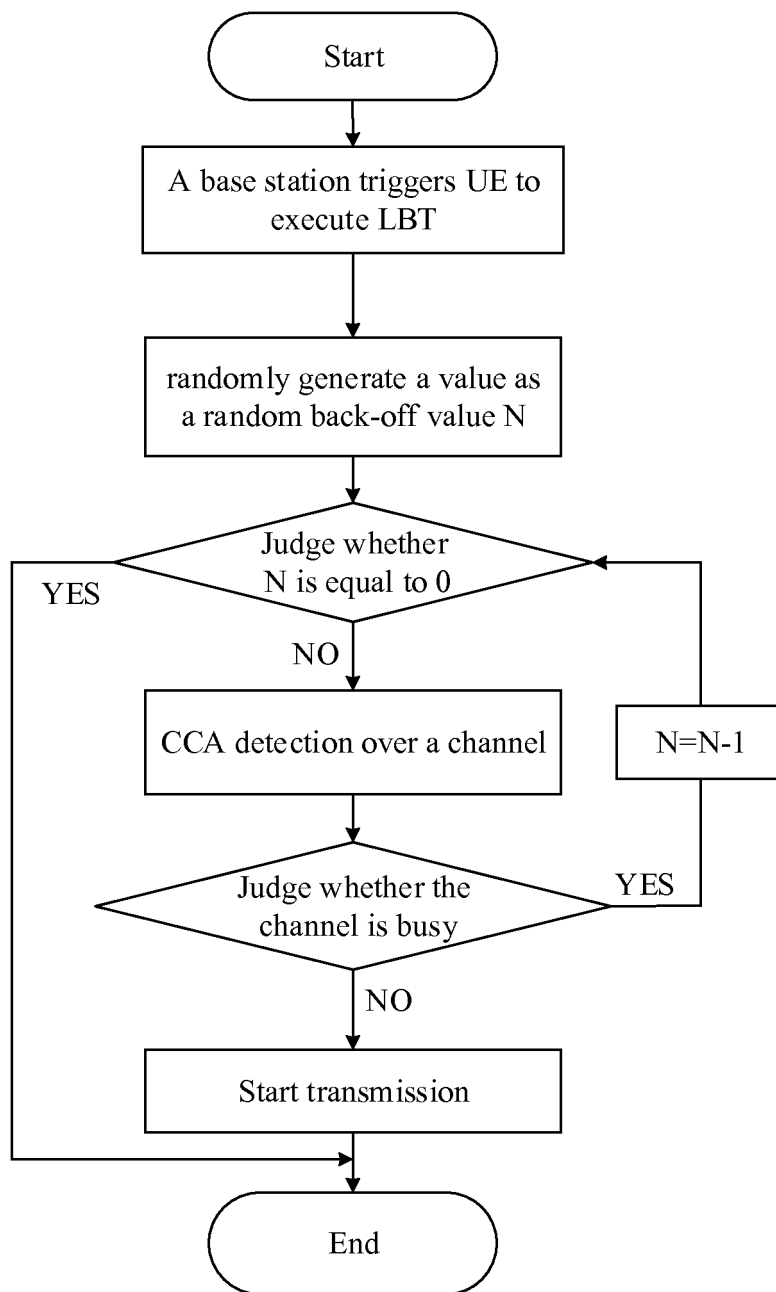 Start
A base station triggers UE to
execute LBT
randomly generate a value as
a random back-off value N
Judge whether
N is equal to 0
YES
NO
CCA detection over a channel
N=N-1
Judge whether the
channel is busy
YES
NO
Start transmission
End